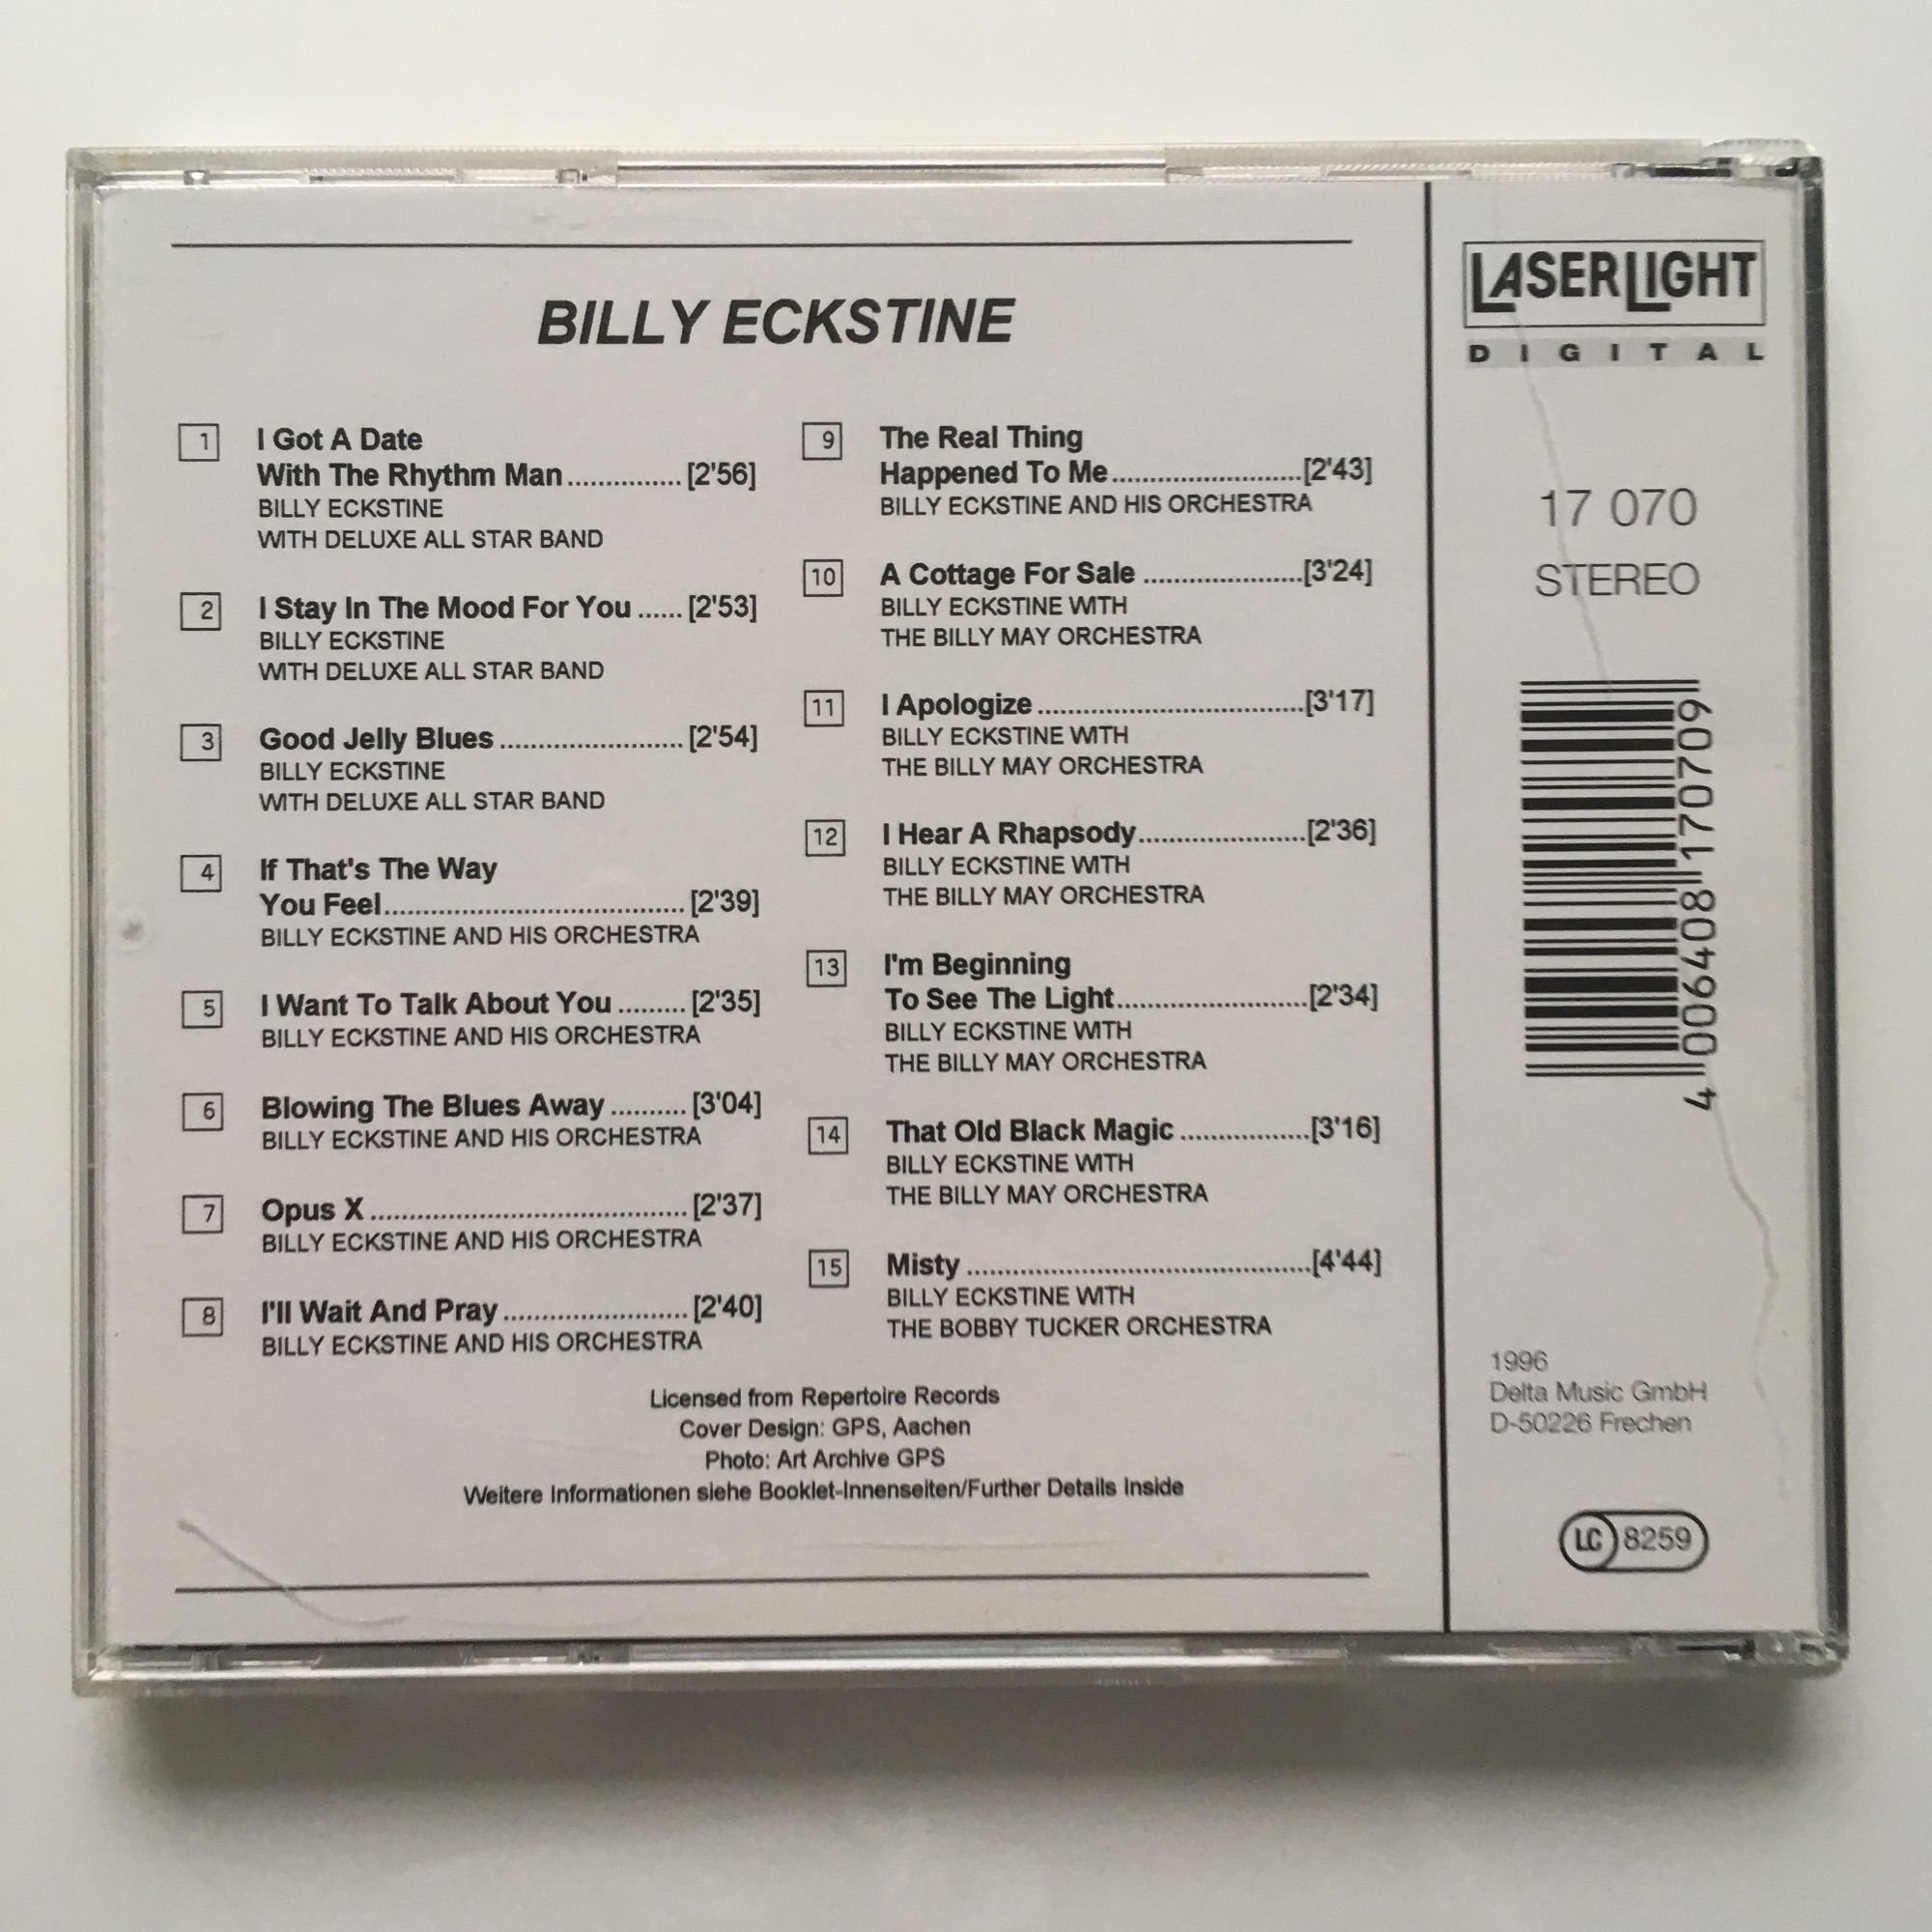 BILLY ECKSTINE
1 I Got A Date
With The Rhythm Man ............... [2'56]
BILLY ECKSTINE
WITH DELUXE ALL STAR BAND
2 I Stay In The Mood For You ...... [2'53]
BILLY ECKSTINE
WITH DELUXE ALL STAR BAND
3 Good Jelly Blues ........................ [2'54]
BILLY ECKSTINE
WITH DELUXE ALL STAR BAND
4 If That's The Way
You Feel....................................... [2'39]
BILLY ECKSTINE AND HIS ORCHESTRA
5 I Want To Talk About You ......... [2'35]
BILLY ECKSTINE AND HIS ORCHESTRA
6 Blowing The Blues Away .......... [3'04]
BILLY ECKSTINE AND HIS ORCHESTRA
7 Opus X ......................................... [2'37]
BILLY ECKSTINE AND HIS ORCHESTRA
8 I'll Wait And Pray ........................ [2'40]
BILLY ECKSTINE AND HIS ORCHESTRA
9 The Real Thing
Happened To Me.........................[2'43]
BILLY ECKSTINE AND HIS ORCHESTRA
10 A Cottage For Sale .....................[3'24]
BILLY ECKSTINE WITH
THE BILLY MAY ORCHESTRA
11 I Apologize ...................................[3'17]
BILLY ECKSTINE WITH
THE BILLY MAY ORCHESTRA
12 I Hear A Rhapsody......................[2'36]
BILLY ECKSTINE WITH
THE BILLY MAY ORCHESTRA
13 I'm Beginning
To See The Light.........................[2'34]
BILLY ECKSTINE WITH
THE BILLY MAY ORCHESTRA
14 That Old Black Magic .................[3'16]
BILLY ECKSTINE WITH
THE BILLY MAY ORCHESTRA
15 Misty .............................................[4'44]
BILLY ECKSTINE WITH
THE BOBBY TUCKER ORCHESTRA
Licensed from Repertoire Records
Cover Design: GPS, Aachen
Photo: Art Archive GPS
Weitere Informationen siehe Booklet-Innenseiten/Further Details Inside
LASERLIGHT
DIGITAL
17 070
STEREO
4 006408 170709
1996
Delta Music GmbH
D-50226 Frechen
LC 8259